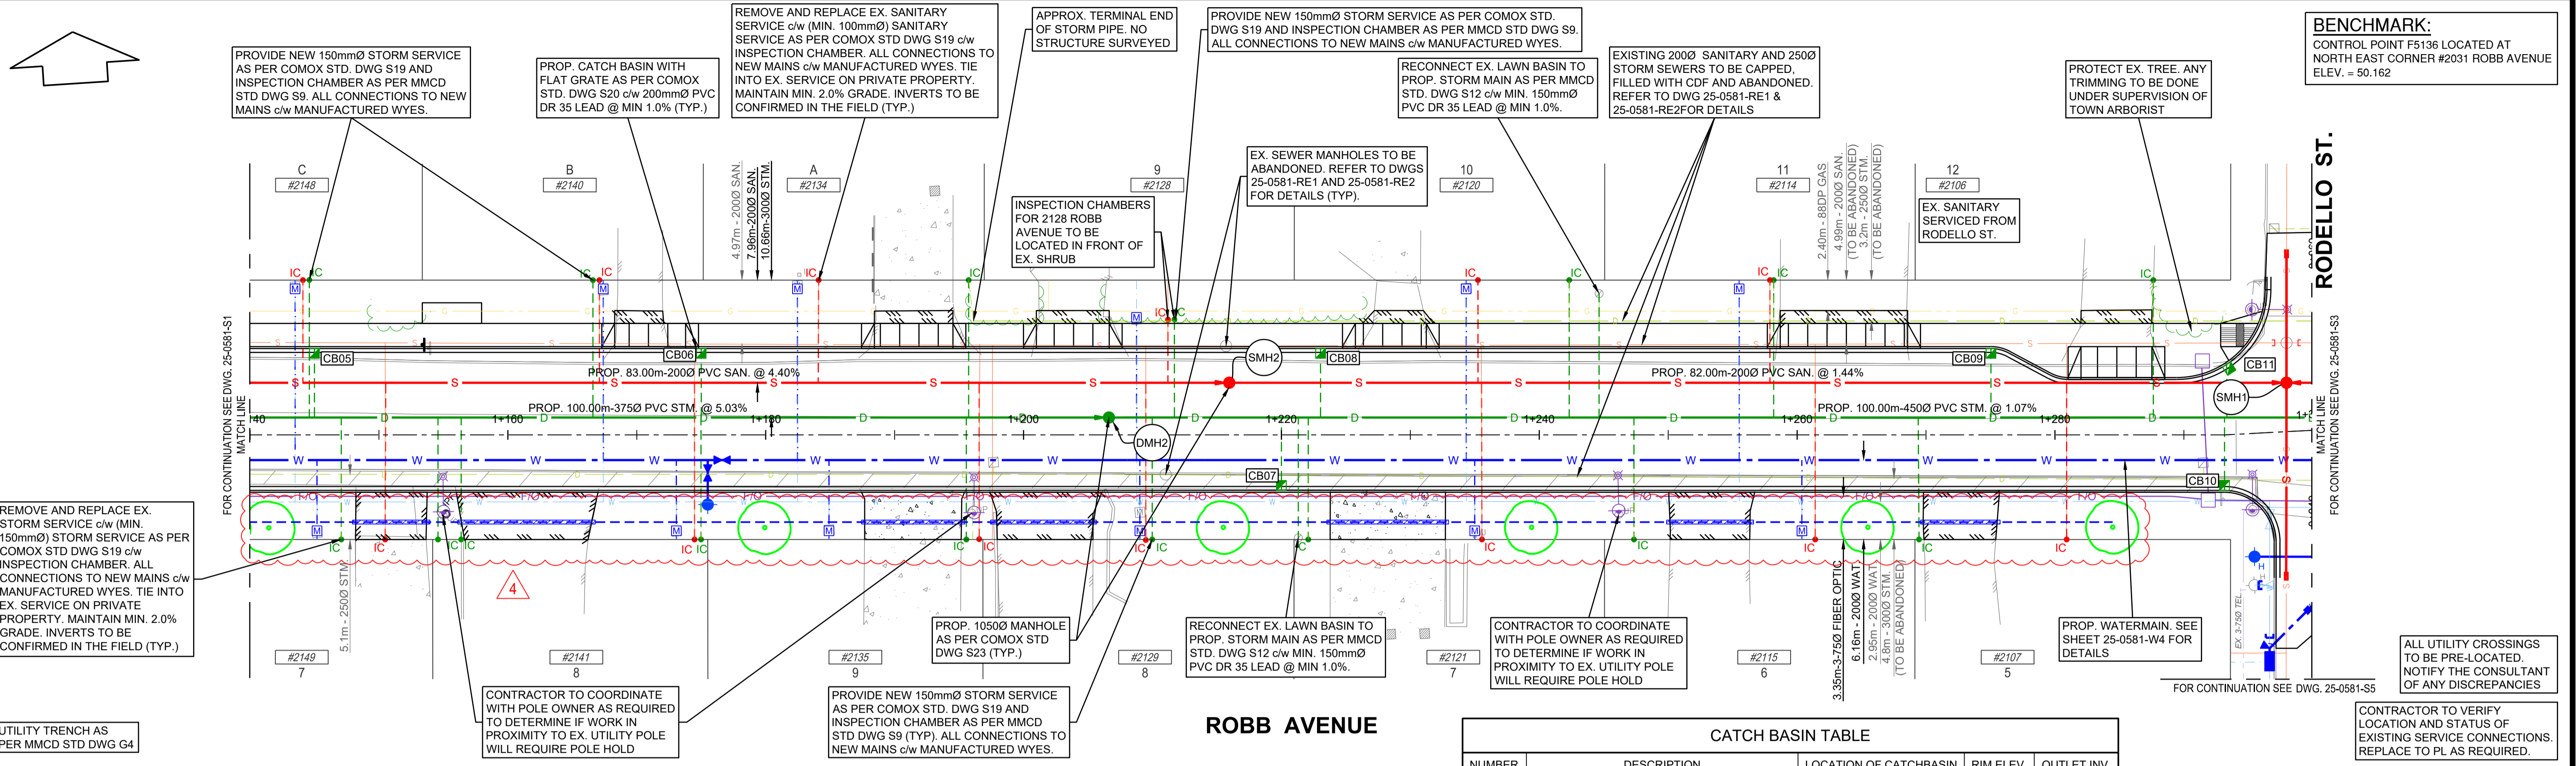 PROVIDE NEW 150mmØ STORM SERVICE
AS PER COMOX STD. DWG S19 AND
INSPECTION CHAMBER AS PER MMCD
STD DWG S9. ALL CONNECTIONS TO NEW
MAINS c/w MANUFACTURED WYES.
PROP. CATCH BASIN WITH
FLAT GRATE AS PER COMOX
STD. DWG S20 c/w 200mmØ PVC
DR 35 LEAD @ MIN 1.0% (TYP.)
REMOVE AND REPLACE EX. SANITARY
SERVICE c/w (MIN. 100mmØ) SANITARY
SERVICE AS PER COMOX STD DWG S19 c/w
INSPECTION CHAMBER. ALL CONNECTIONS TO
NEW MAINS c/w MANUFACTURED WYES. TIE
INTO EX. SERVICE ON PRIVATE PROPERTY.
MAINTAIN MIN. 2.0% GRADE. INVERTS TO BE
CONFIRMED IN THE FIELD (TYP.)
APPROX. TERMINAL END
OF STORM PIPE. NO
STRUCTURE SURVEYED
PROVIDE NEW 150mmØ STORM SERVICE AS PER COMOX STD.
DWG S19 AND INSPECTION CHAMBER AS PER MMCD STD DWG S9.
ALL CONNECTIONS TO NEW MAINS c/w MANUFACTURED WYES.
RECONNECT EX. LAWN BASIN TO
PROP. STORM MAIN AS PER MMCD
STD. DWG S12 c/w MIN. 150mmØ
PVC DR 35 LEAD @ MIN 1.0%.
EXISTING 200Ø SANITARY AND 250Ø
STORM SEWERS TO BE CAPPED,
FILLED WITH CDF AND ABANDONED.
REFER TO DWG 25-0581-RE1 &
25-0581-RE2FOR DETAILS
PROTECT EX. TREE. ANY
TRIMMING TO BE DONE
UNDER SUPERVISION OF
TOWN ARBORIST
BENCHMARK:
CONTROL POINT F5136 LOCATED AT
NORTH EAST CORNER #2031 ROBB AVENUE
ELEV. = 50.162
EX. SEWER MANHOLES TO BE
ABANDONED. REFER TO DWGS
25-0581-RE1 AND 25-0581-RE2
FOR DETAILS (TYP).
INSPECTION CHAMBERS
FOR 2128 ROBB
AVENUE TO BE
LOCATED IN FRONT OF
EX. SHRUB
EX. SANITARY
SERVICED FROM
RODELLO ST.
C
#2148
B
#2140
A
#2134
9
#2128
10
#2120
11
#2114
12
#2106
4.97m - 200Ø SAN.
7.96m-200Ø SAN.
10.66m-300Ø STM.
2.40m - 88DP GAS
4.99m - 200Ø SAN.
(TO BE ABANDONED)
3.2m - 250Ø STM.
(TO BE ABANDONED)
RODELLO ST.
FOR CONTINUATION SEE DWG. 25-0581-S1
MATCH LINE
MATCH LINE
FOR CONTINUATION SEE DWG. 25-0581-S3
IC IC IC IC IC IC IC IC IC IC IC IC
M M M M M M
CB05
CB06
SMH2
CB08
CB09
CB11
SMH1
PROP. 83.00m-200Ø PVC SAN. @ 4.40%
PROP. 82.00m-200Ø PVC SAN. @ 1.44%
PROP. 100.00m-375Ø PVC STM. @ 5.03%
PROP. 100.00m-450Ø PVC STM. @ 1.07%
40 1+160 1+180 1+200 1+220 1+240 1+260 1+280
DMH2
CB07
CB10
F/O F/O F/O F/O F/O F/O F/O F/O F/O
4
REMOVE AND REPLACE EX.
STORM SERVICE c/w (MIN.
150mmØ) STORM SERVICE AS PER
COMOX STD DWG S19 c/w
INSPECTION CHAMBER. ALL
CONNECTIONS TO NEW MAINS c/w
MANUFACTURED WYES. TIE INTO
EX. SERVICE ON PRIVATE
PROPERTY. MAINTAIN MIN. 2.0%
GRADE. INVERTS TO BE
CONFIRMED IN THE FIELD (TYP.)
5.1m - 250Ø STM.
3.35m-3-75Ø FIBER OPTIC
6.16m - 200Ø WAT.
2.95m - 200Ø WAT.
4.8m - 300Ø STM.
(TO BE ABANDONED)
EX. 3-75Ø TEL.
PROP. 1050Ø MANHOLE
AS PER COMOX STD
DWG S23 (TYP.)
RECONNECT EX. LAWN BASIN TO
PROP. STORM MAIN AS PER MMCD
STD. DWG S12 c/w MIN. 150mmØ
PVC DR 35 LEAD @ MIN 1.0%.
CONTRACTOR TO COORDINATE
WITH POLE OWNER AS REQUIRED
TO DETERMINE IF WORK IN
PROXIMITY TO EX. UTILITY POLE
WILL REQUIRE POLE HOLD
PROP. WATERMAIN. SEE
SHEET 25-0581-W4 FOR
DETAILS
ALL UTILITY CROSSINGS
TO BE PRE-LOCATED.
NOTIFY THE CONSULTANT
OF ANY DISCREPANCIES
#2149
7
#2141
8
#2135
9
#2129
8
#2121
7
#2115
6
#2107
5
CONTRACTOR TO COORDINATE
WITH POLE OWNER AS REQUIRED
TO DETERMINE IF WORK IN
PROXIMITY TO EX. UTILITY POLE
WILL REQUIRE POLE HOLD
PROVIDE NEW 150mmØ STORM SERVICE
AS PER COMOX STD. DWG S19 AND
INSPECTION CHAMBER AS PER MMCD
STD DWG S9 (TYP). ALL CONNECTIONS TO
NEW MAINS c/w MANUFACTURED WYES.
FOR CONTINUATION SEE DWG. 25-0581-S5
UTILITY TRENCH AS
PER MMCD STD DWG G4
ROBB AVENUE
CONTRACTOR TO VERIFY
LOCATION AND STATUS OF
EXISTING SERVICE CONNECTIONS.
REPLACE TO PL AS REQUIRED.
CATCH BASIN TABLE
NUMBER DESCRIPTION LOCATION OF CATCHBASIN RIM ELEV. OUTLET INV.